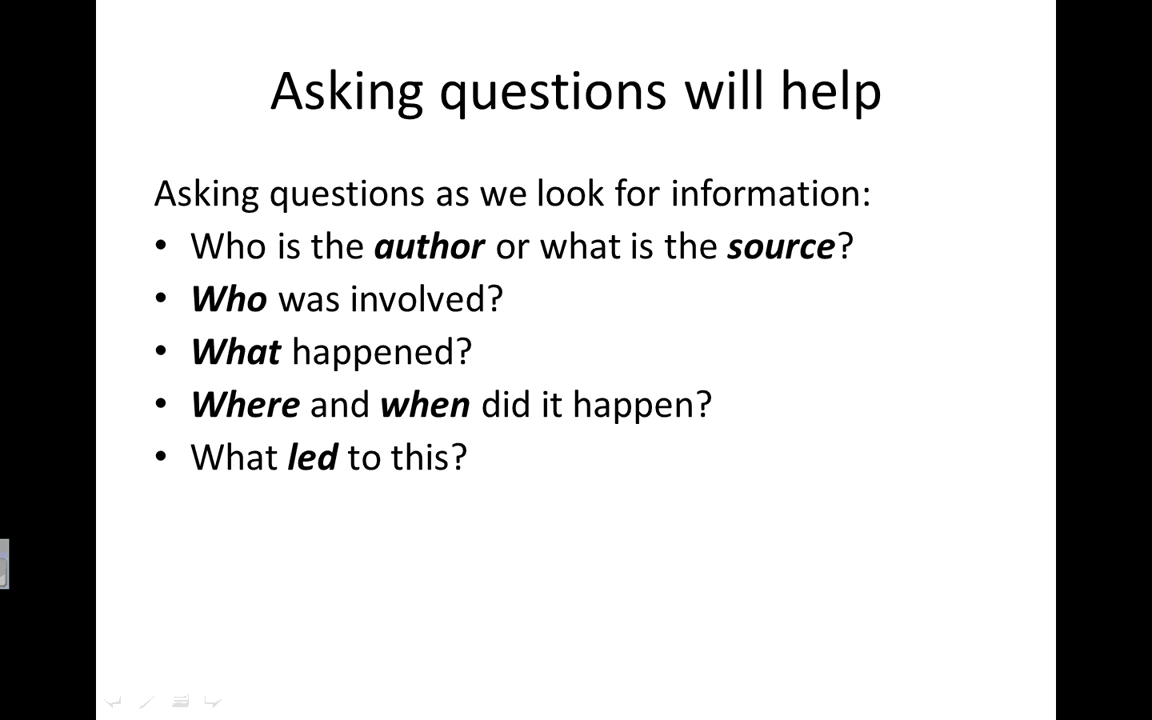 Asking questions will help
Asking questions as we look for information:
• Who is the author or what is the source?
• Who was involved?
• What happened?
• Where and when did it happen?
• What led to this?